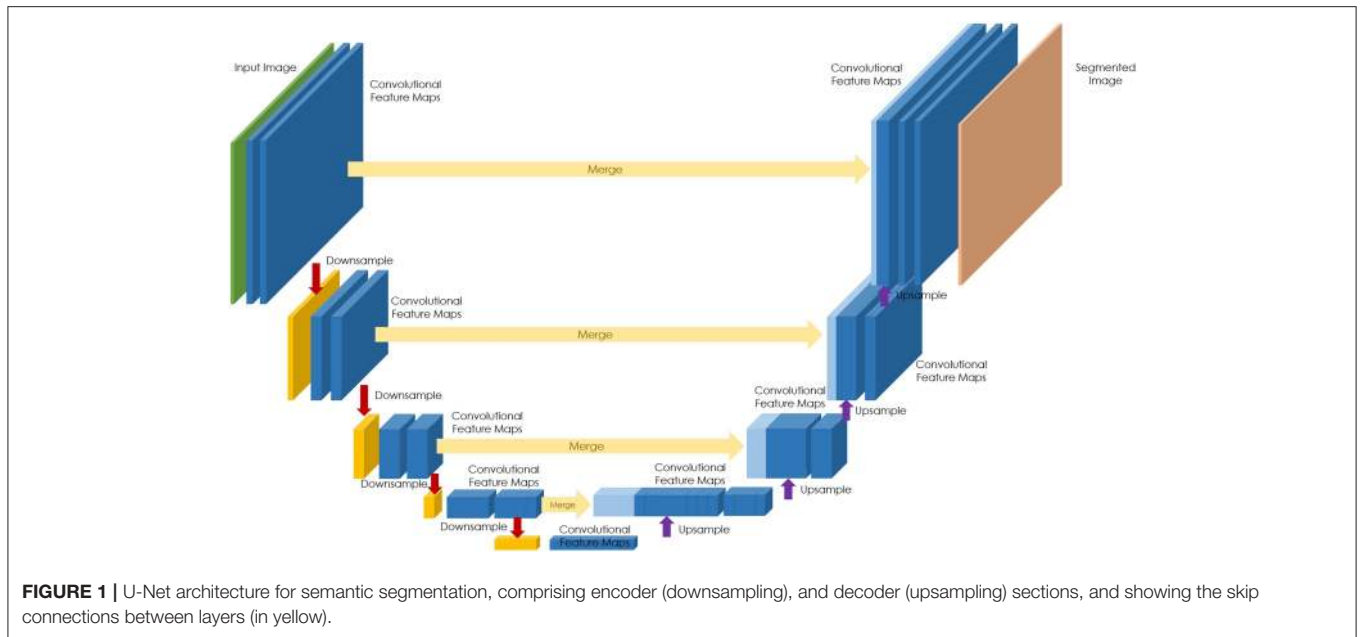 Input Image
Convolutional
Feature Maps
Convolutional
Feature Maps
Segmented
Image
Merge
Downsample
Convolutional
Feature Maps
Merge
Upsample
Convolutional
Feature Maps
Downsample
Convolutional
Feature Maps
Merge
Convolutional
Feature Maps
Upsample
Downsample
Convolutional
Feature Maps
Merge
Convolutional
Feature Maps
Upsample
Downsample
Convolutional
Feature Maps
Upsample
FIGURE 1 | U-Net architecture for semantic segmentation, comprising encoder (downsampling), and decoder (upsampling) sections, and showing the skip
connections between layers (in yellow).